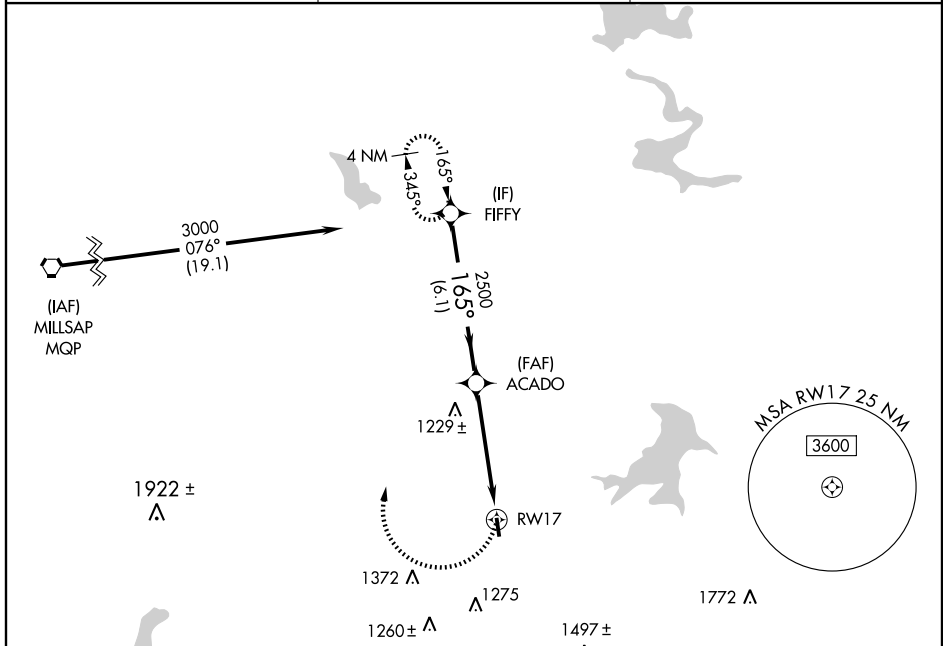 4 NM
165°
345°
(IF)
FIFFY
3000
076°
(19.1)
(IAF)
MILLSAP
MQP
2500
165°
(6.1)
(FAF)
ACADO
1229 ±
MSA RW17 25 NM
3600
1922 ±
RW17
1372
1275
1772
1260 ±
1497 ±